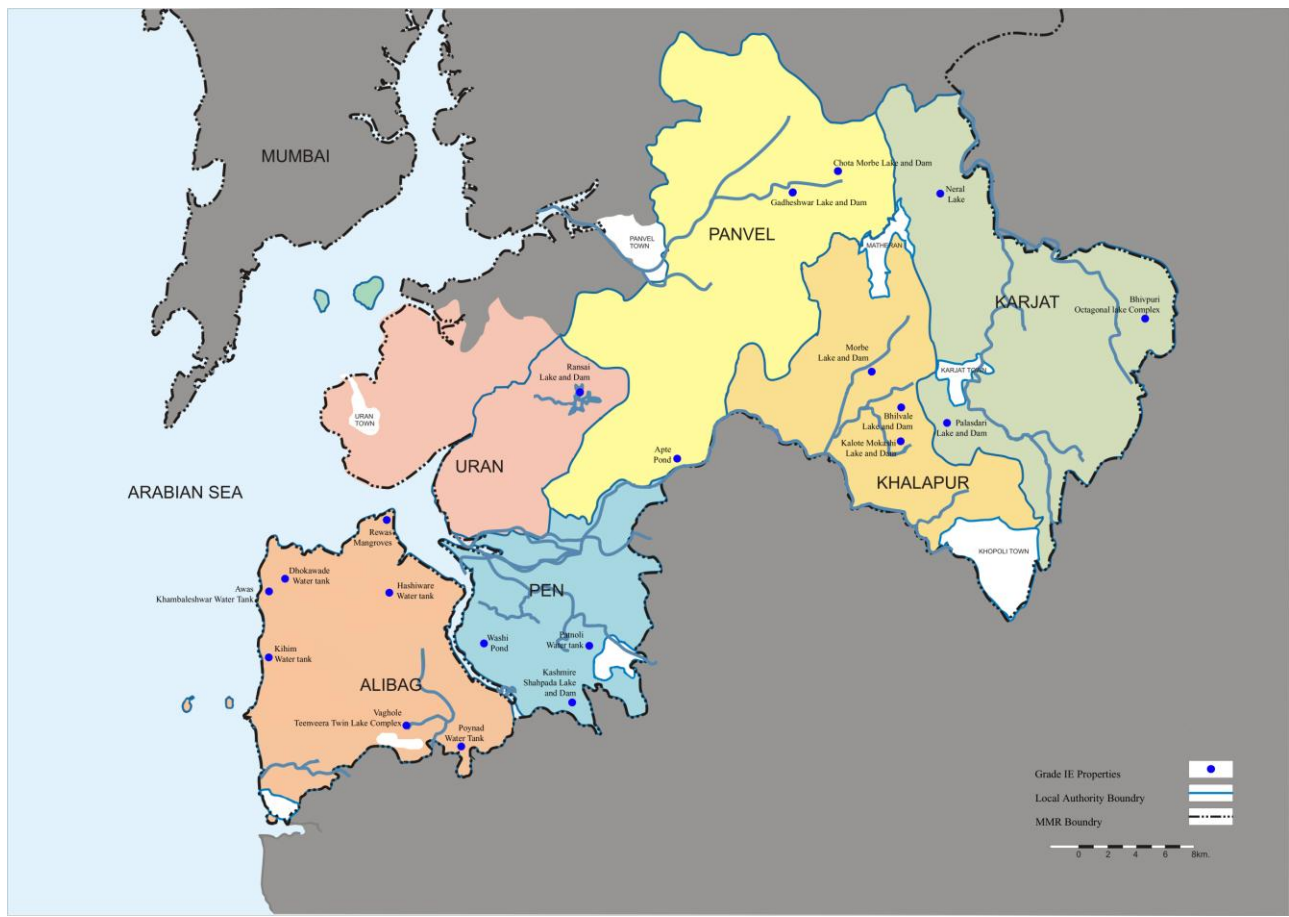 MUMBAI
Chota Morbe Lake and Dam
Gadheshwar Lake and Dam
Neral
Lake
PANVEL
TOWN
PANVEL
MATHERAN
KARJAT
Bhivpuri
Octagonal lake Complex
Morbe
Lake and Dam
Ransai
Lake and Dam
KARJAT TOWN
URAN
TOWN
Bhilvale
Lake and Dam
Palasdari
Lake and Dam
Kalote Mokashi
Lake and Dam
Apte
Pond
URAN
KHALAPUR
ARABIAN SEA
Rewas
Mangroves
KHOPOLI TOWN
Dhokawade
Water tank
Awas
Khambaleshwar Water Tank
Hashiware
Water tank
PEN
Washi
Pond
Patnoli
Water tank
Kihim
Water tank
Kashmire
Shahpada Lake
and Dam
ALIBAG
Vaghole
Teenveera Twin Lake Complex
Poynad
Water Tank
Grade IE Properties
Local Authority Boundry
MMR Boundry
0 2 4 6 8km.